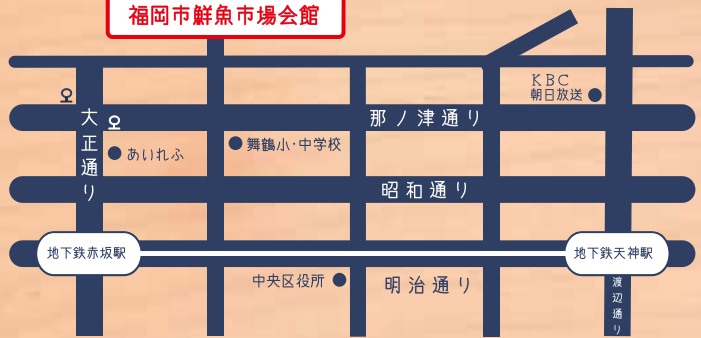 福岡市鮮魚市場会館
KBC
朝日放送
大正通り
那ノ津通り
あいれふ
舞鶴小・中学校
昭和通り
地下鉄赤坂駅
地下鉄天神駅
中央区役所
明治通り
渡辺通り